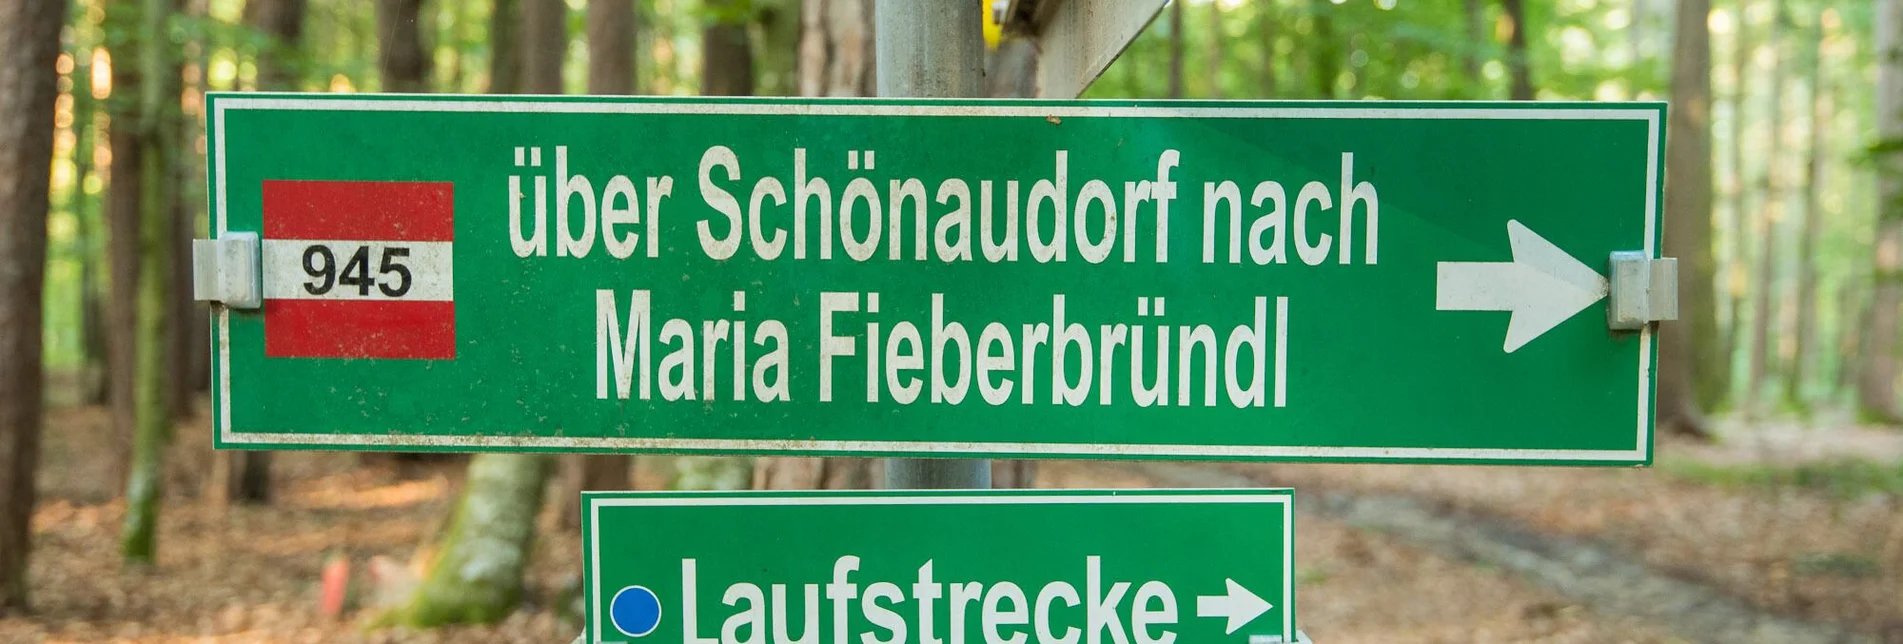 945
über Schönaudorf nach
Maria Fieberbründl
Laufstrecke